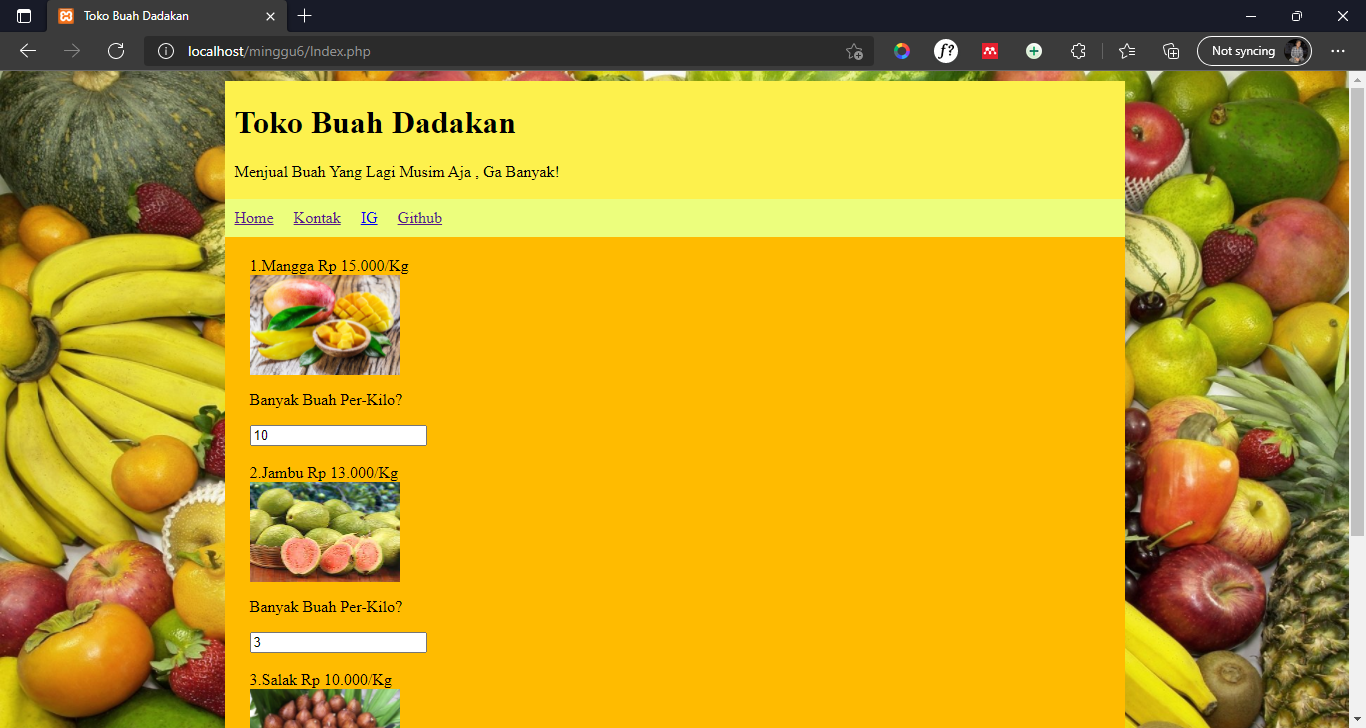 Toko Buah Dadakan
localhost/minggu6/Index.php
f?
Not syncing
Toko Buah Dadakan
Menjual Buah Yang Lagi Musim Aja , Ga Banyak!
Home Kontak IG Github
1.Mangga Rp 15.000/Kg
Banyak Buah Per-Kilo?
10
2.Jambu Rp 13.000/Kg
Banyak Buah Per-Kilo?
3
3.Salak Rp 10.000/Kg